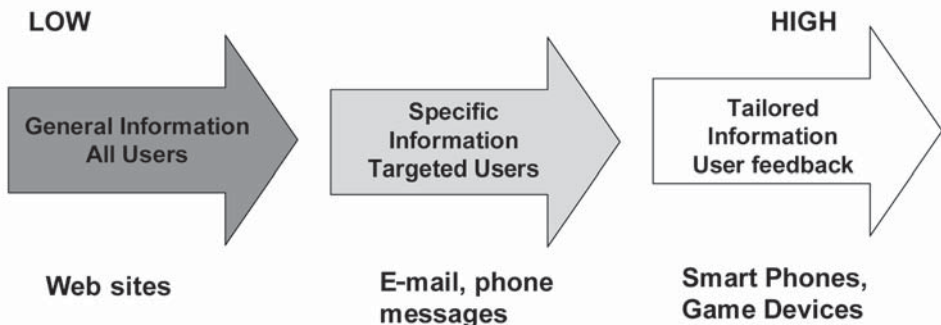 LOW
HIGH
General Information
All Users
Specific
Information
Targeted Users
Tailored
Information
User feedback
Web sites
E-mail, phone
messages
Smart Phones,
Game Devices